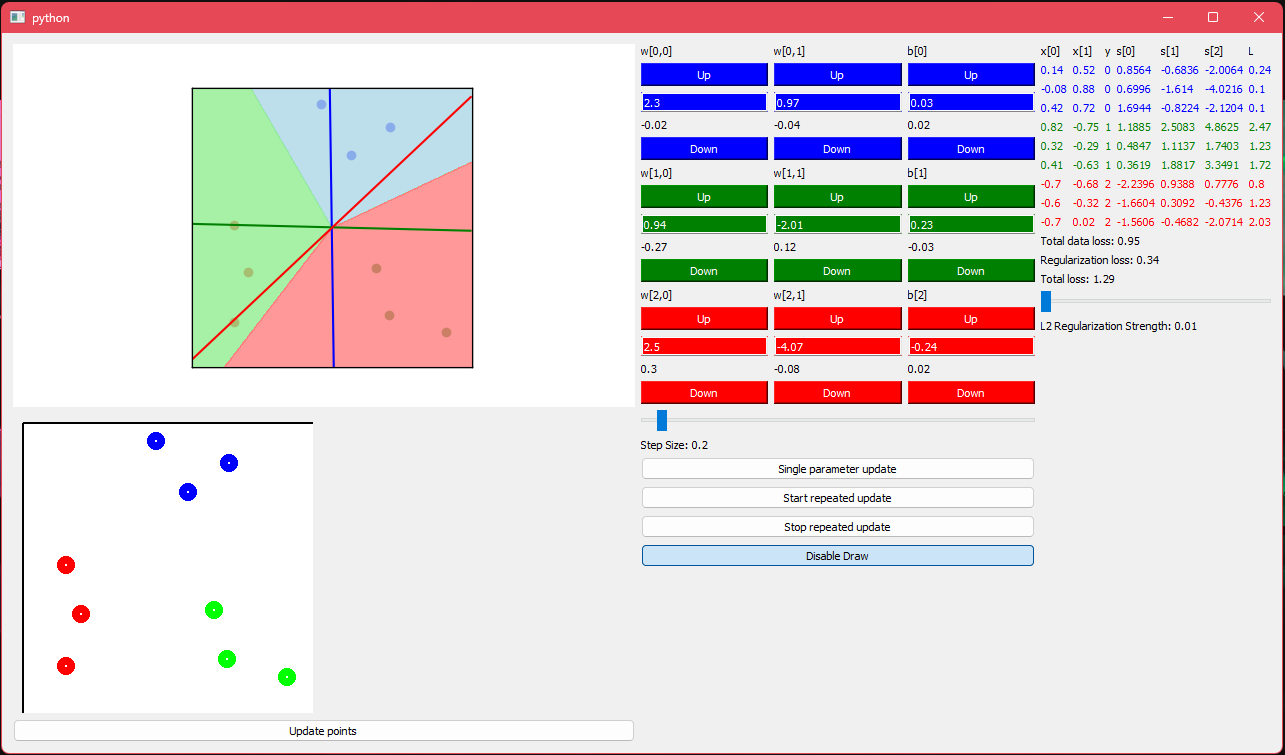 python
w[0,0] w[0,1] b[0]
Up Up Up
2.3 0.97 0.03
-0.02 -0.04 0.02
Down Down Down
w[1,0] w[1,1] b[1]
Up Up Up
0.94 -2.01 0.23
-0.27 0.12 -0.03
Down Down Down
w[2,0] w[2,1] b[2]
Up Up Up
2.5 -4.07 -0.24
0.3 -0.08 0.02
Down Down Down
Step Size: 0.2
Single parameter update
Start repeated update
Stop repeated update
Disable Draw
x[0] x[1] y s[0] s[1] s[2] L
0.14 0.52 0 0.8564 -0.6836 -2.0064 0.24
-0.08 0.88 0 0.6996 -1.614 -4.0216 0.1
0.42 0.72 0 1.6944 -0.8224 -2.1204 0.1
0.82 -0.75 1 1.1885 2.5083 4.8625 2.47
0.32 -0.29 1 0.4847 1.1137 1.7403 1.23
0.41 -0.63 1 0.3619 1.8817 3.3491 1.72
-0.7 -0.68 2 -2.2396 0.9388 0.7776 0.8
-0.6 -0.32 2 -1.6604 0.3092 -0.4376 1.23
-0.7 0.02 2 -1.5606 -0.4682 -2.0714 2.03
Total data loss: 0.95
Regularization loss: 0.34
Total loss: 1.29
L2 Regularization Strength: 0.01
Update points